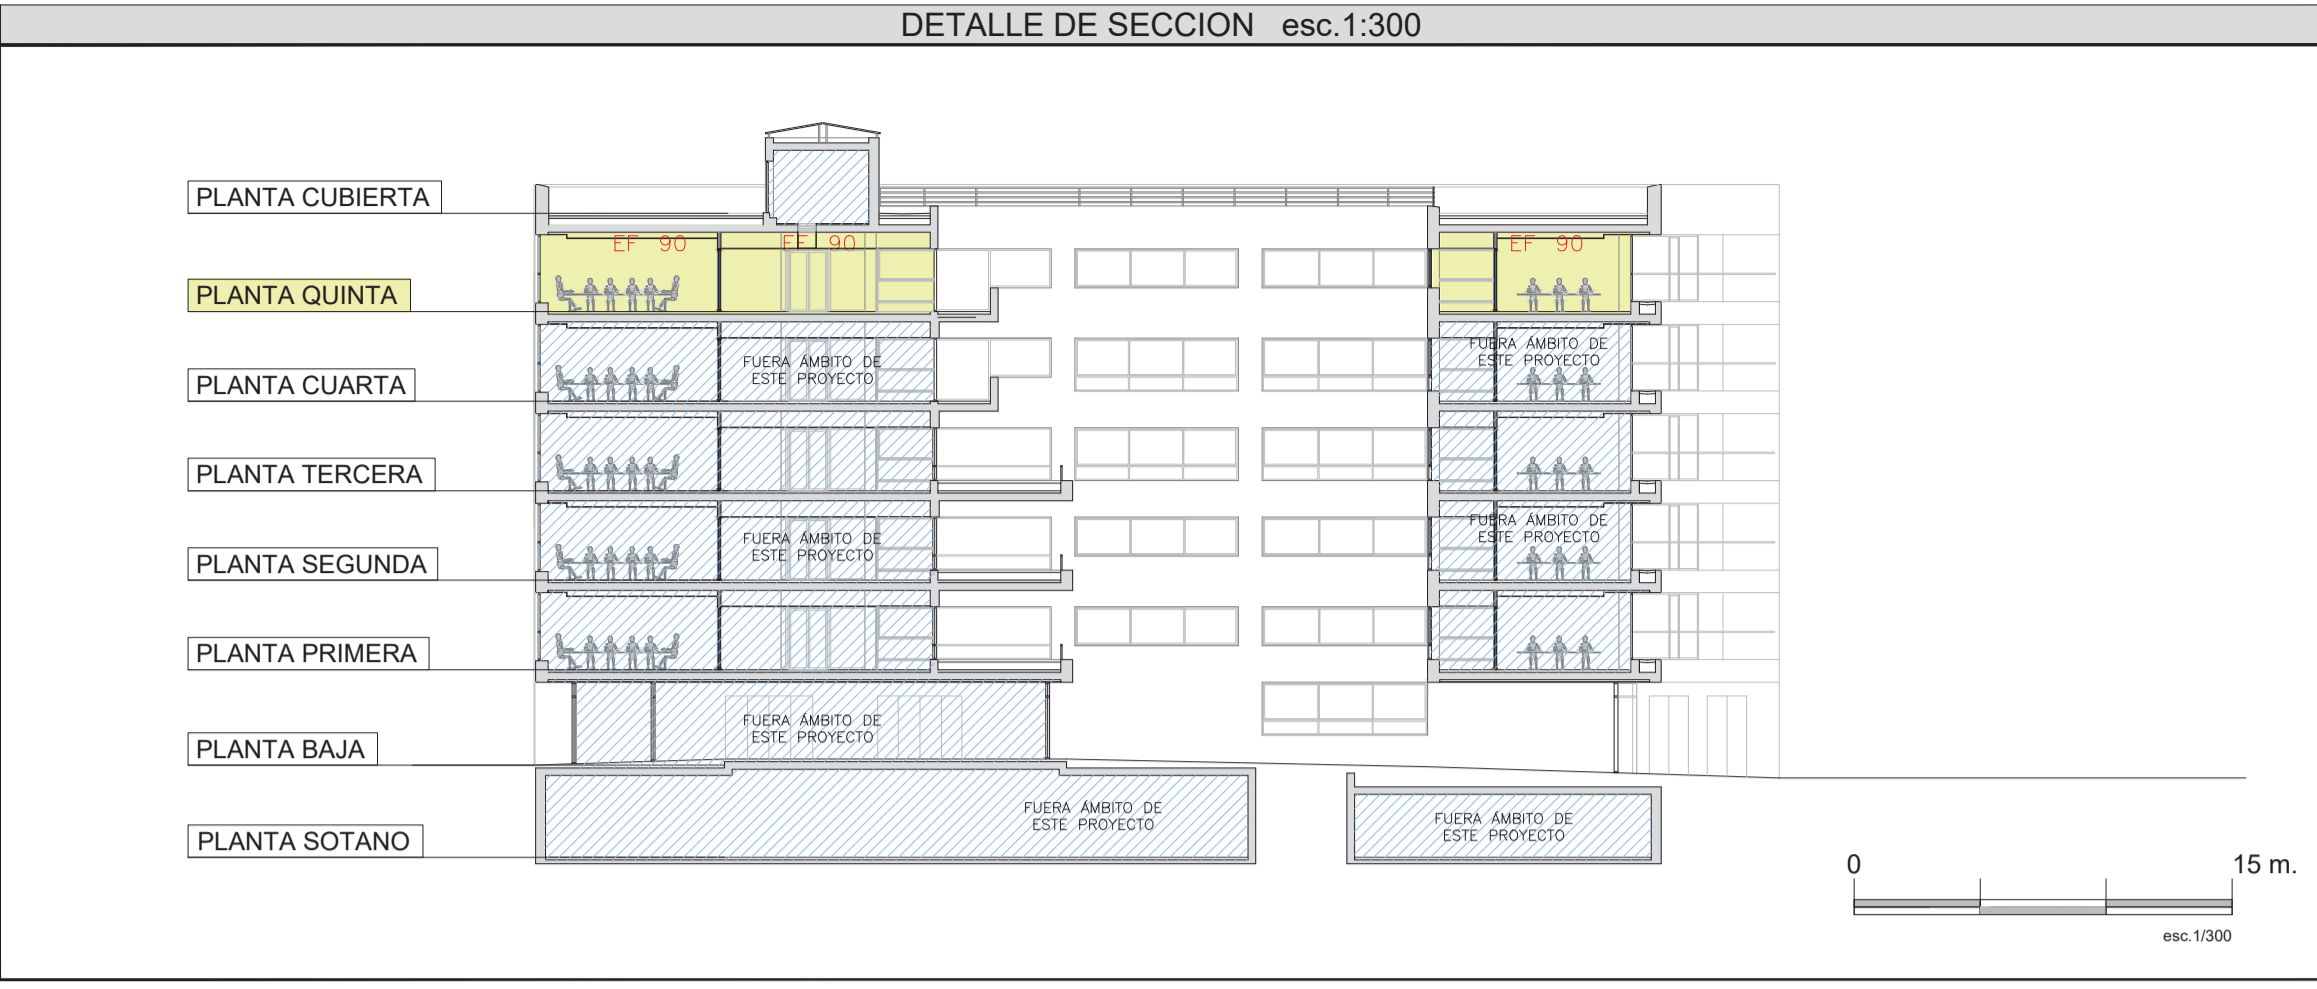 DETALLE DE SECCION esc.1:300
PLANTA CUBIERTA
EF 90
EF 90
EF 90
PLANTA QUINTA
FUERA ÁMBITO DE
ESTE PROYECTO
FUERA ÁMBITO DE
ESTE PROYECTO
PLANTA CUARTA
PLANTA TERCERA
FUERA ÁMBITO DE
ESTE PROYECTO
FUERA ÁMBITO DE
ESTE PROYECTO
PLANTA SEGUNDA
PLANTA PRIMERA
FUERA ÁMBITO DE
ESTE PROYECTO
PLANTA BAJA
FUERA ÁMBITO DE
ESTE PROYECTO
FUERA ÁMBITO DE
ESTE PROYECTO
PLANTA SOTANO
0 15 m.
esc.1/300